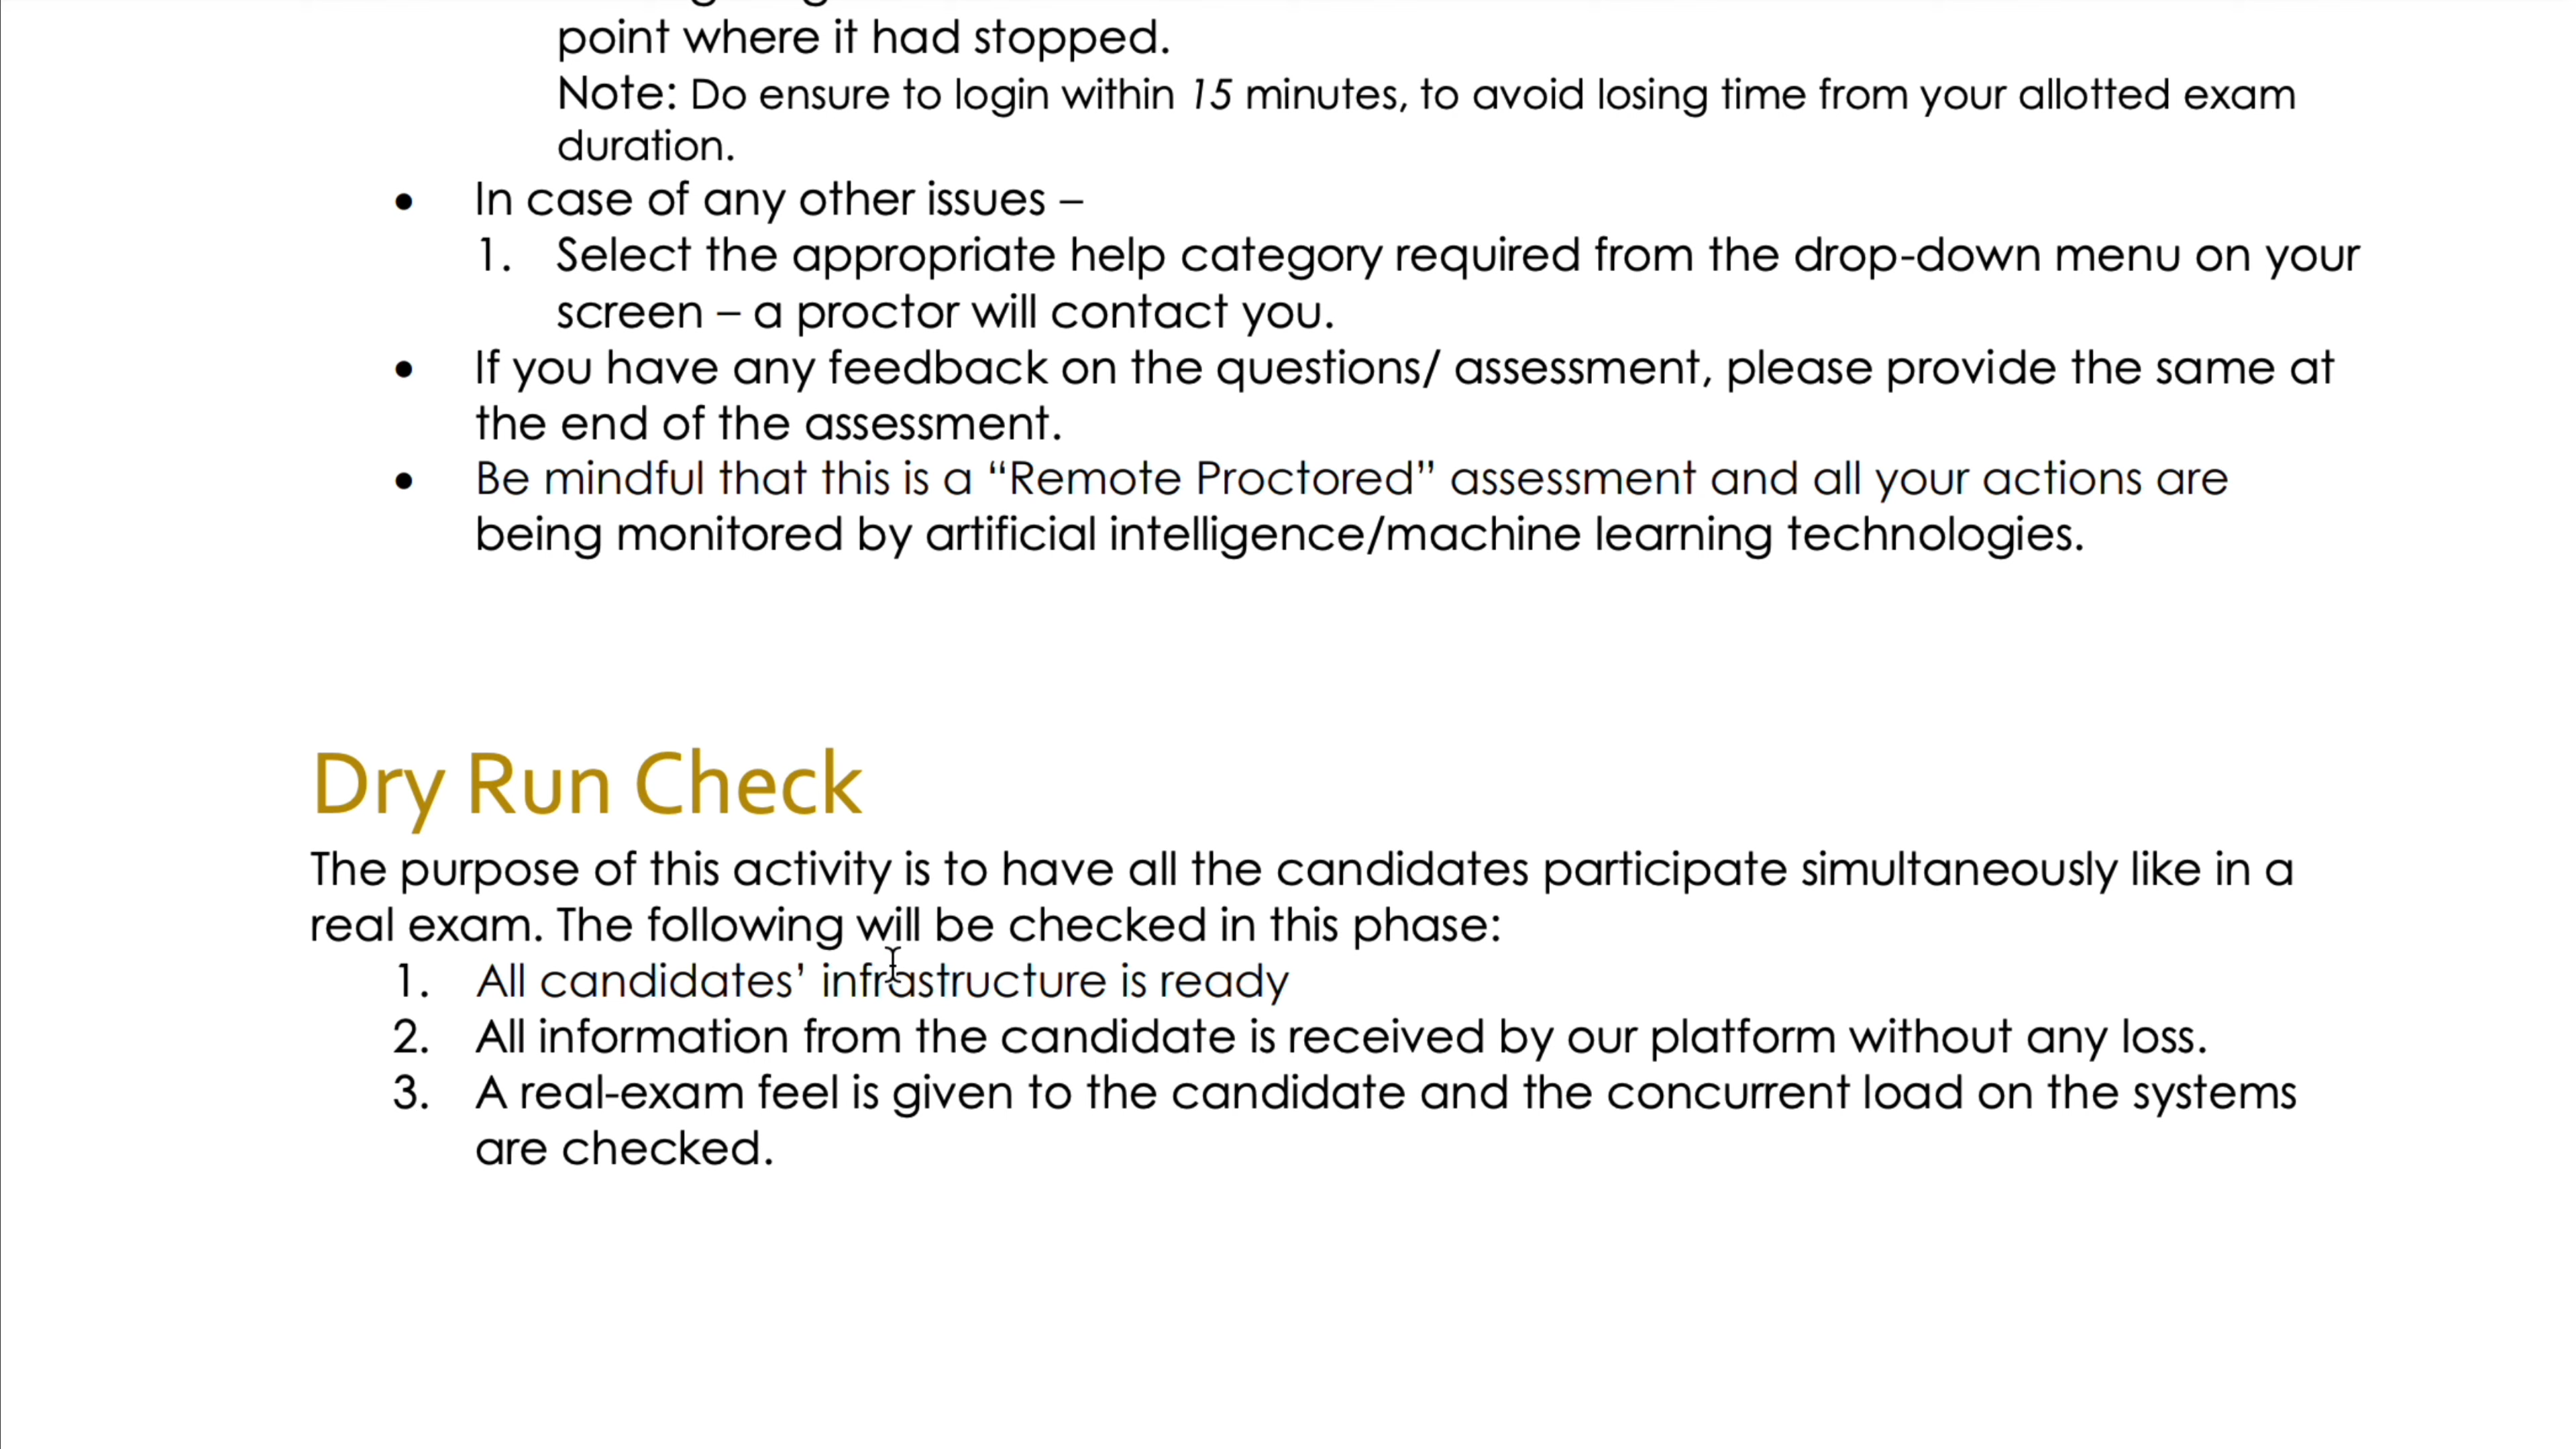 point where it had stopped.
Note: Do ensure to login within 15 minutes, to avoid losing time from your allotted exam
duration.
• In case of any other issues –
1. Select the appropriate help category required from the drop-down menu on your
screen – a proctor will contact you.
• If you have any feedback on the questions/ assessment, please provide the same at
the end of the assessment.
• Be mindful that this is a “Remote Proctored” assessment and all your actions are
being monitored by artificial intelligence/machine learning technologies.
Dry Run Check
The purpose of this activity is to have all the candidates participate simultaneously like in a
real exam. The following will be checked in this phase:
1. All candidates’ infrastructure is ready
2. All information from the candidate is received by our platform without any loss.
3. A real-exam feel is given to the candidate and the concurrent load on the systems
are checked.